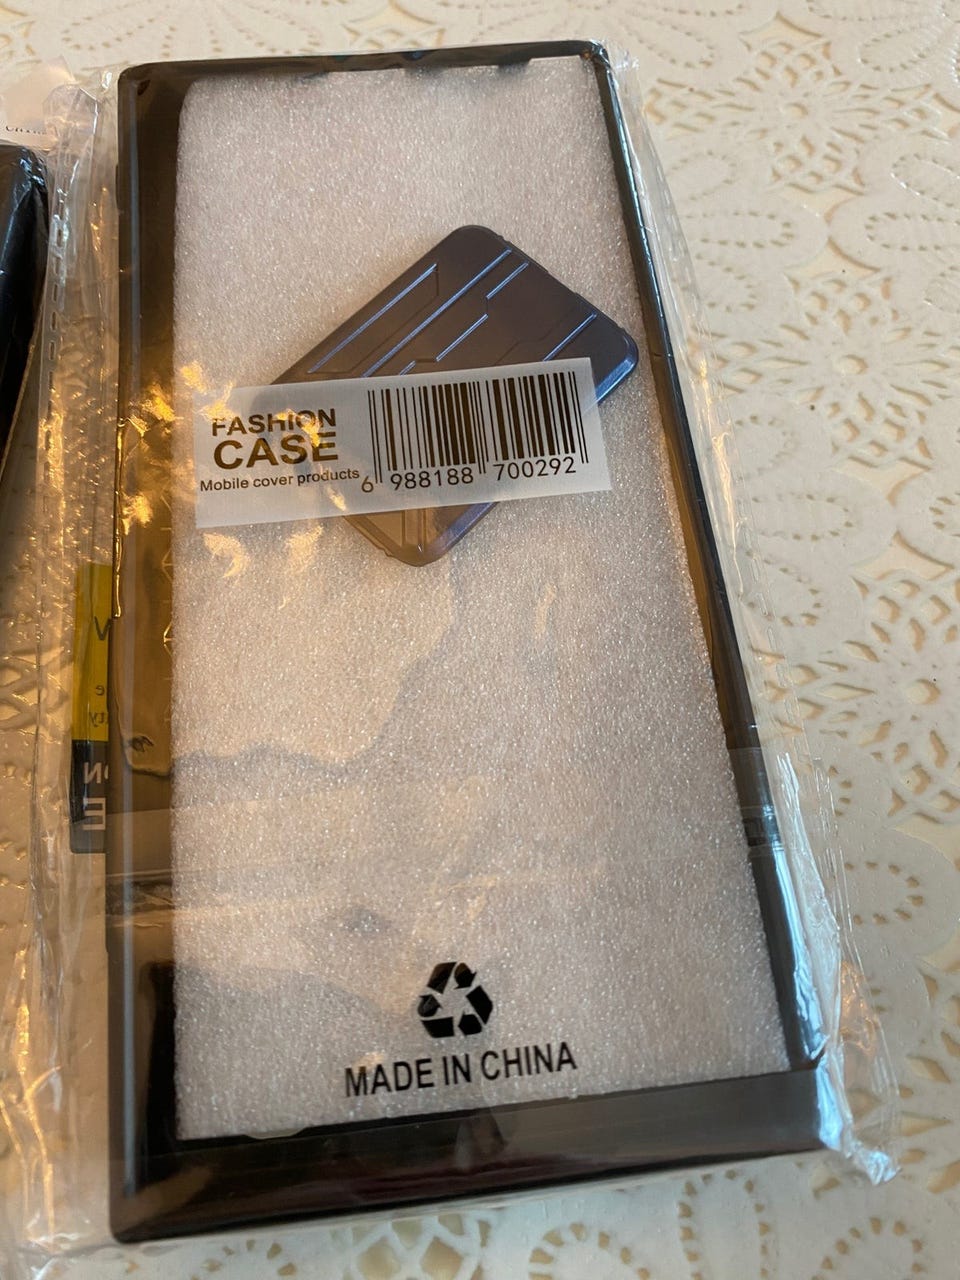 FASHION
CASE
Mobile cover products
6 988188 700292
MADE IN CHINA